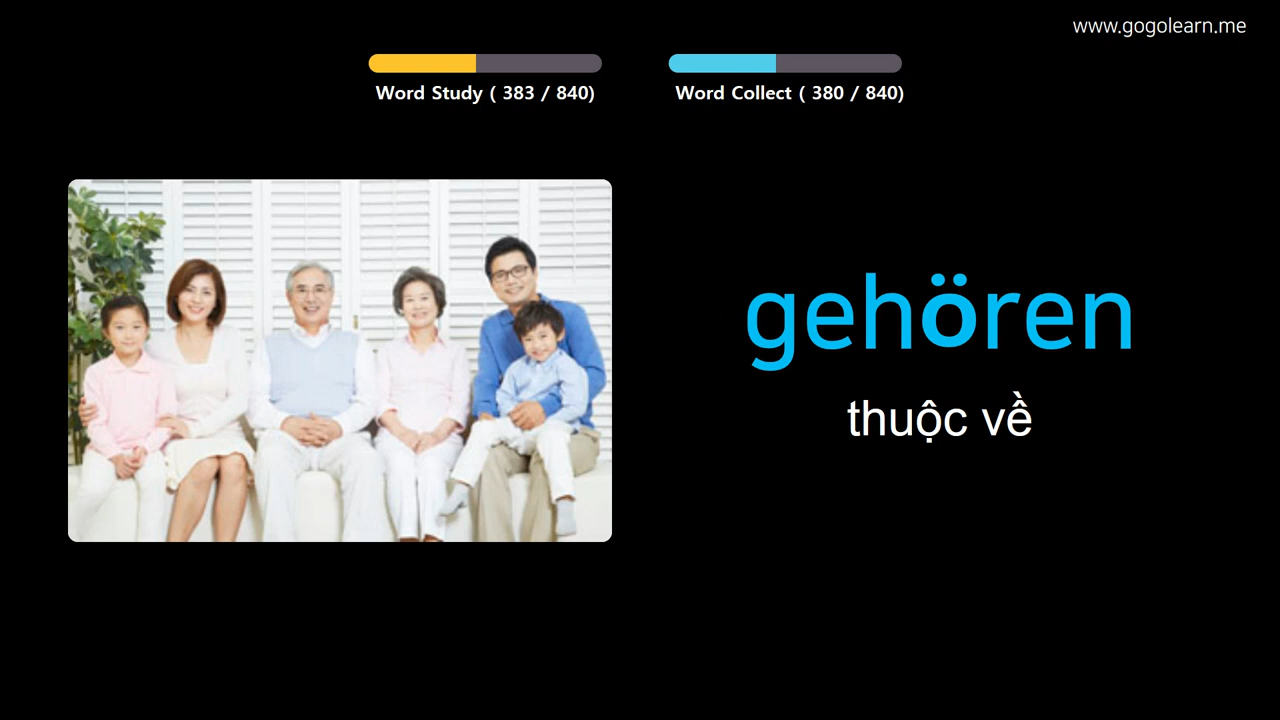 www.gogolearn.me
Word Study ( 383 / 840)
Word Collect ( 380 / 840)
gehören
thuộc về